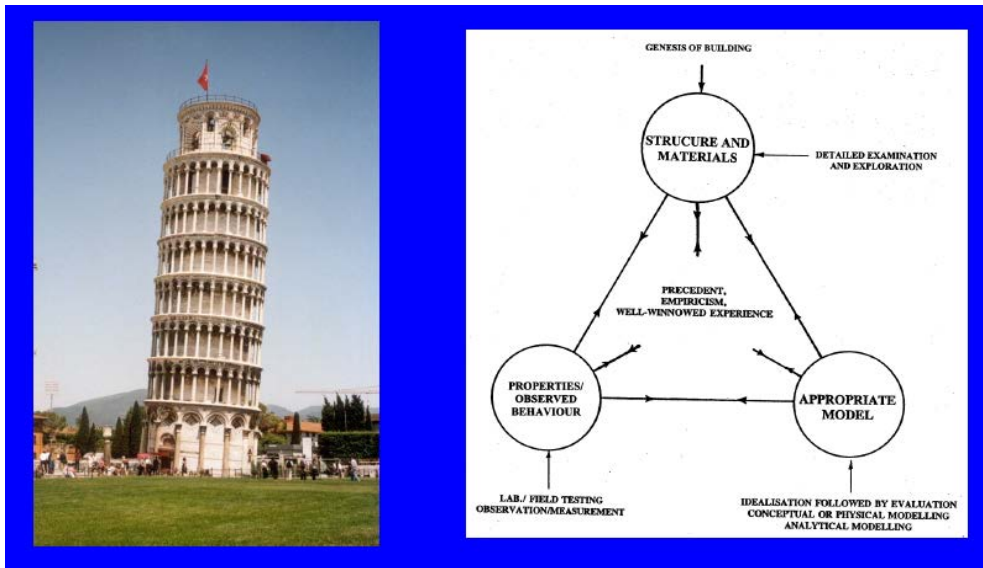 GENESIS OF BUILDING
STRUCURE AND
MATERIALS
DETAILED EXAMINATION
AND EXPLORATION
PRECEDENT,
EMPIRICISM,
WELL-WINNOWED EXPERIENCE
PROPERTIES/
OBSERVED
BEHAVIOUR
APPROPRIATE
MODEL
LAB./ FIELD TESTING
OBSERVATION/MEASUREMENT
IDEALISATION FOLLOWED BY EVALUATION
CONCEPTUAL OR PHYSICAL MODELLING
ANALYTICAL MODELLING